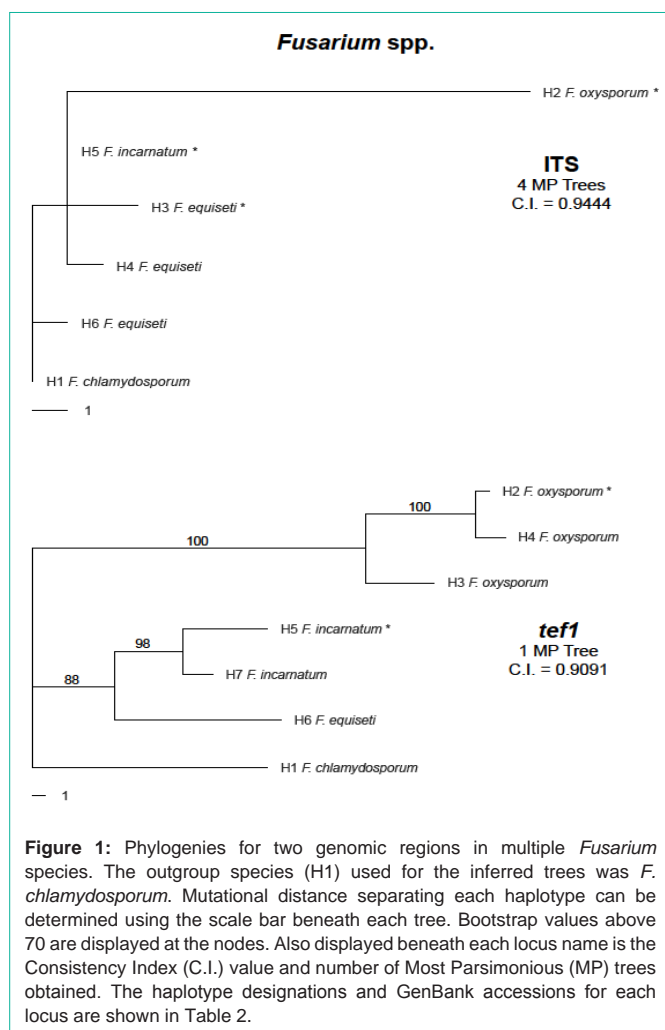 Fusarium spp.
H2 F. oxysporum *
H5 F. incarnatum *
ITS
4 MP Trees
C.I. = 0.9444
H3 F. equiseti *
H4 F. equiseti
H6 F. equiseti
H1 F. chlamydosporum
1
H2 F. oxysporum *
100
H4 F. oxysporum
100
H3 F. oxysporum
H5 F. incarnatum *
tef1
1 MP Tree
C.I. = 0.9091
98
H7 F. incarnatum
88
H6 F. equiseti
H1 F. chlamydosporum
1
Figure 1: Phylogenies for two genomic regions in multiple Fusarium
species. The outgroup species (H1) used for the inferred trees was F.
chlamydosporum. Mutational distance separating each haplotype can be
determined using the scale bar beneath each tree. Bootstrap values above
70 are displayed at the nodes. Also displayed beneath each locus name is the
Consistency Index (C.I.) value and number of Most Parsimonious (MP) trees
obtained. The haplotype designations and GenBank accessions for each
locus are shown in Table 2.